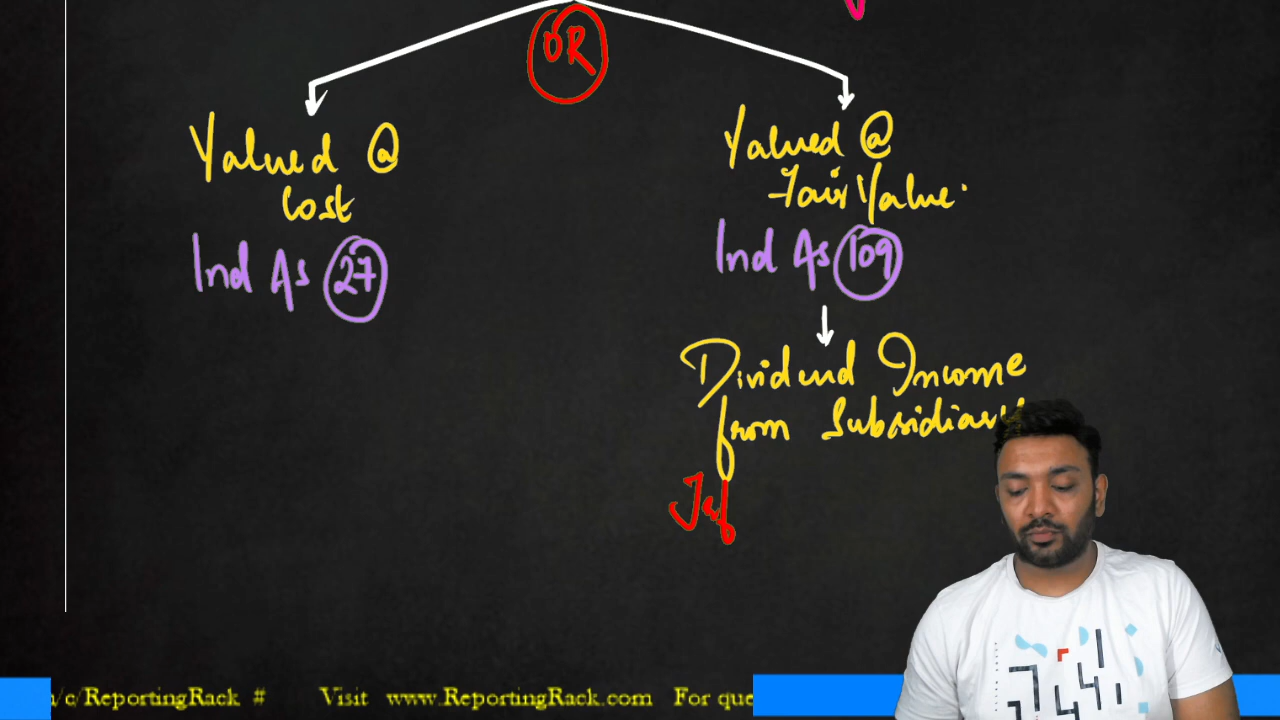 OR
Valued @
Cost
Ind As 27
Valued @
Fair Value
Ind As 109
Dividend Income
from Subsidiary
/c/ReportingRack # Visit www.ReportingRack.com For que